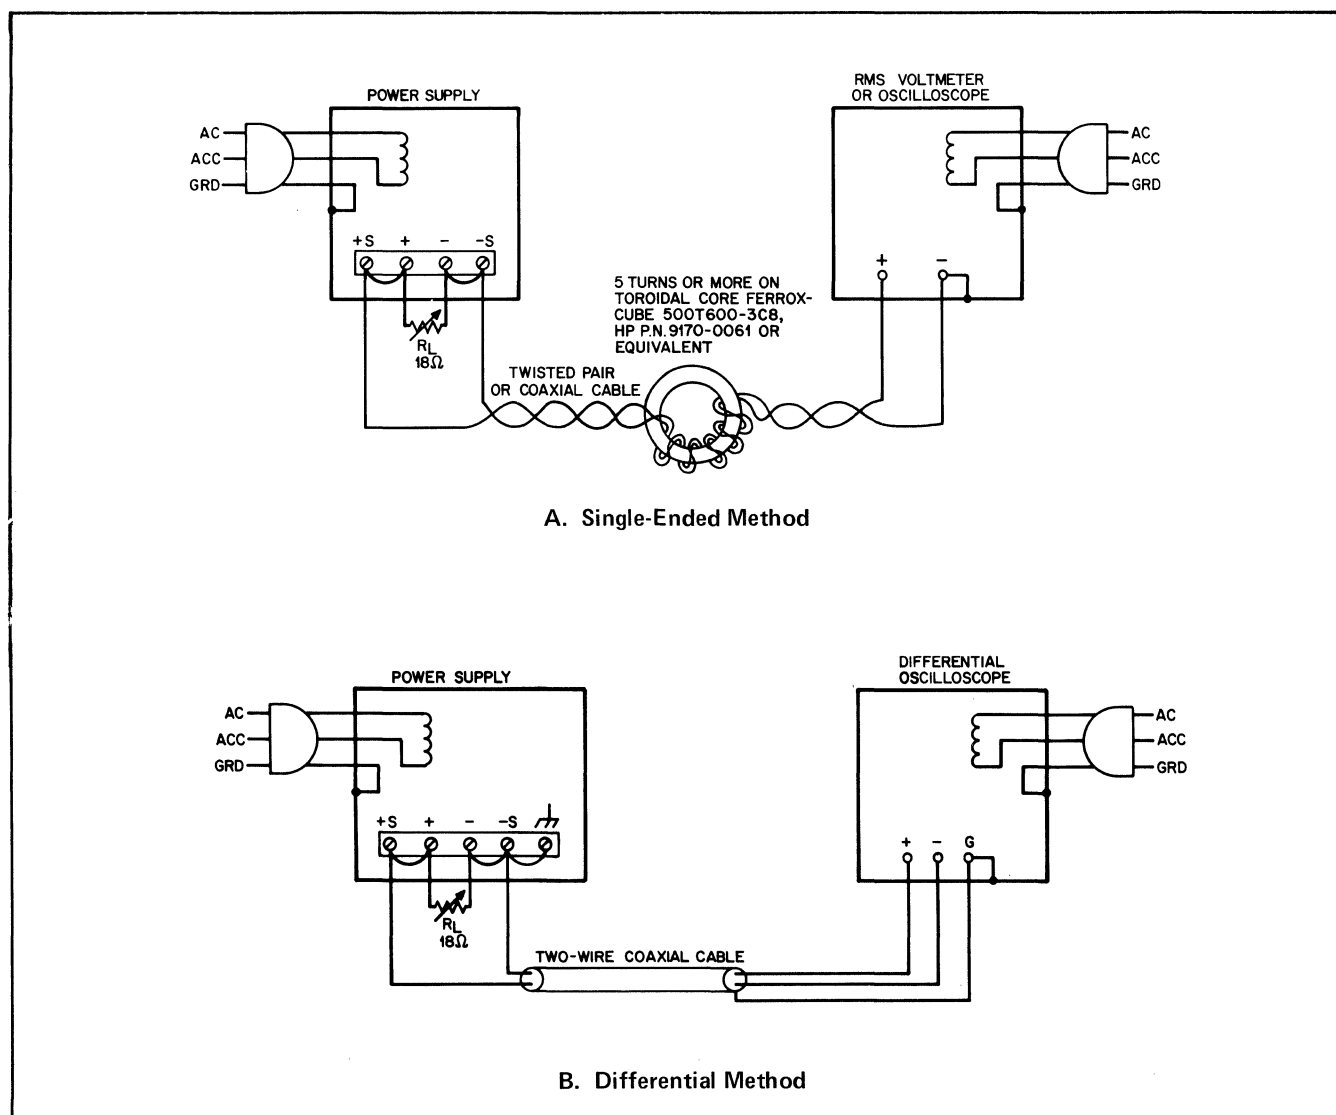 POWER SUPPLY
RMS VOLTMETER
OR OSCILLOSCOPE
AC
ACC
GRD
AC
ACC
GRD
+S + - -S
+ -
RL
18Ω
5 TURNS OR MORE ON
TOROIDAL CORE FERROX-
CUBE 500T600-3C8,
HP P.N. 9170-0061 OR
EQUIVALENT
TWISTED PAIR
OR COAXIAL CABLE
A. Single-Ended Method
POWER SUPPLY
DIFFERENTIAL
OSCILLOSCOPE
AC
ACC
GRD
AC
ACC
GRD
+S + - -S
+ - G
RL
18Ω
TWO-WIRE COAXIAL CABLE
B. Differential Method